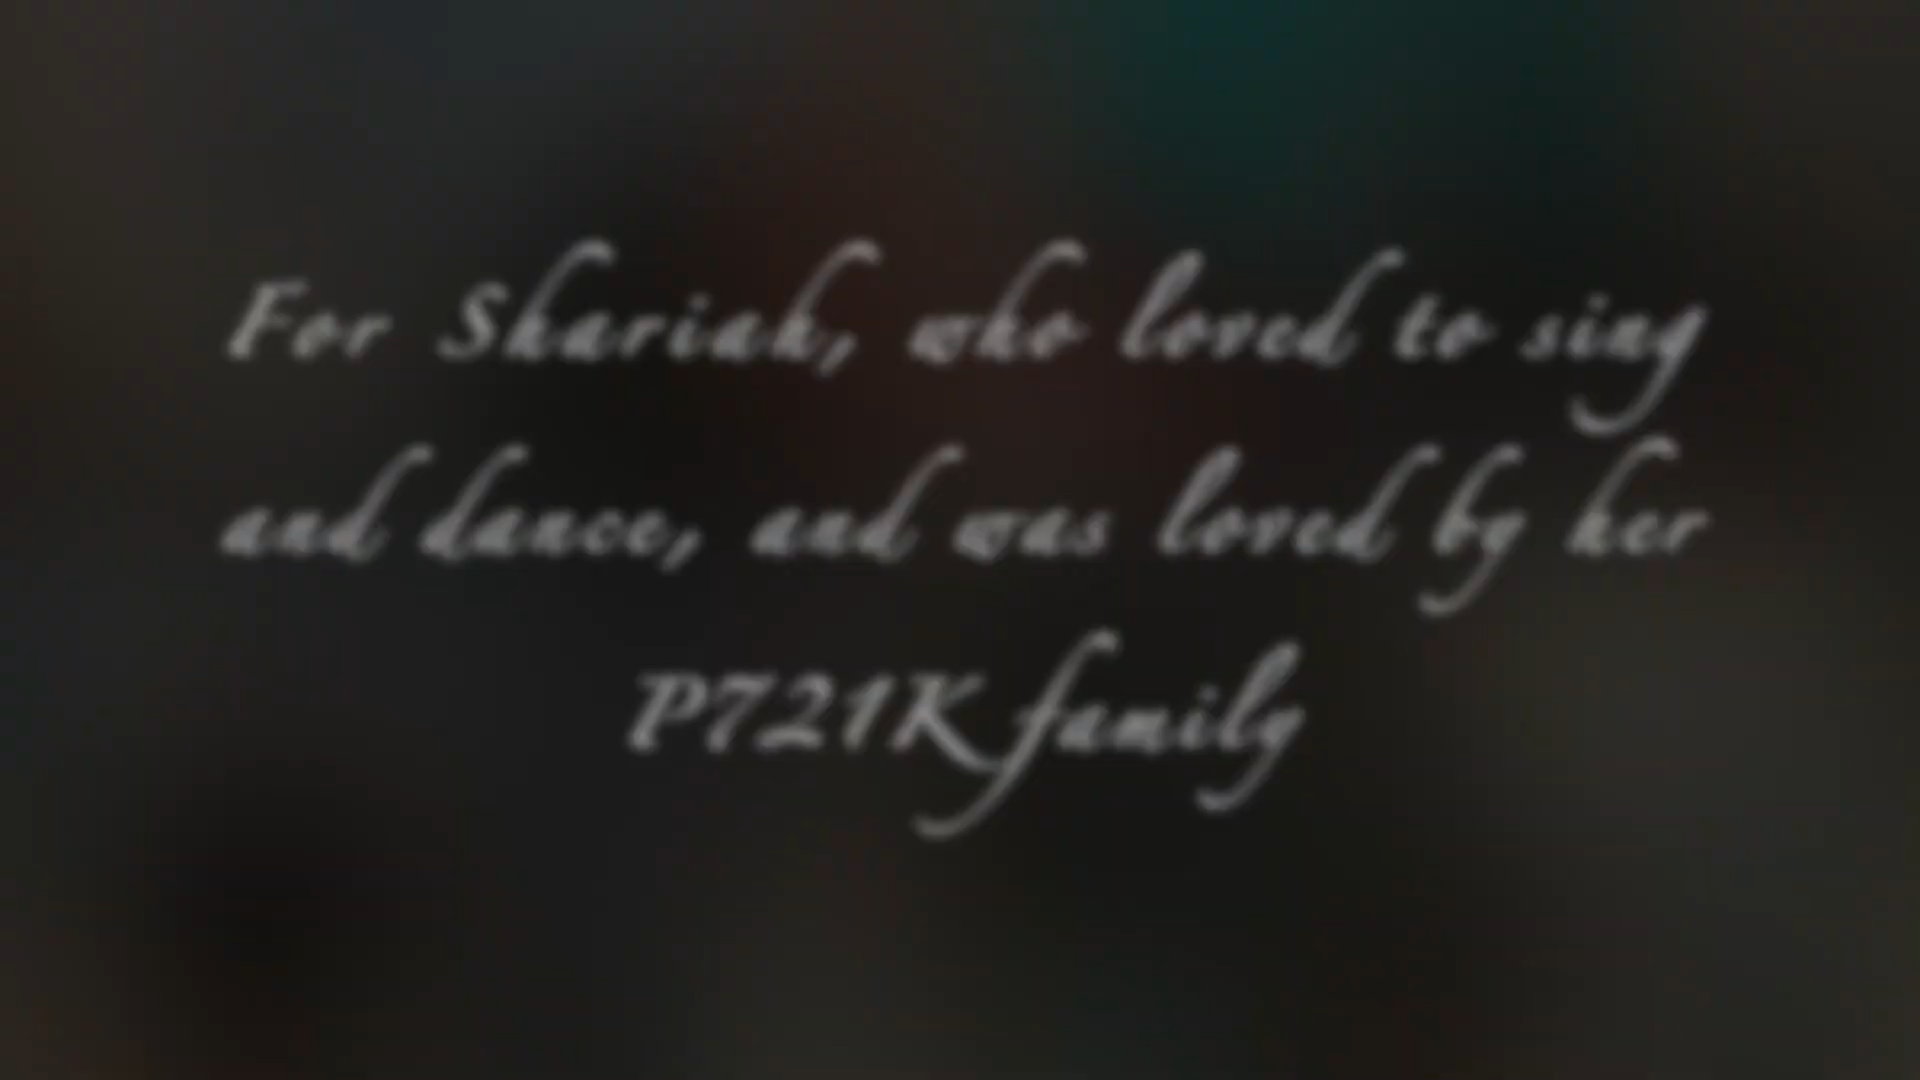 For Shariah, who loved to sing
and dance, and was loved by her
P721K family